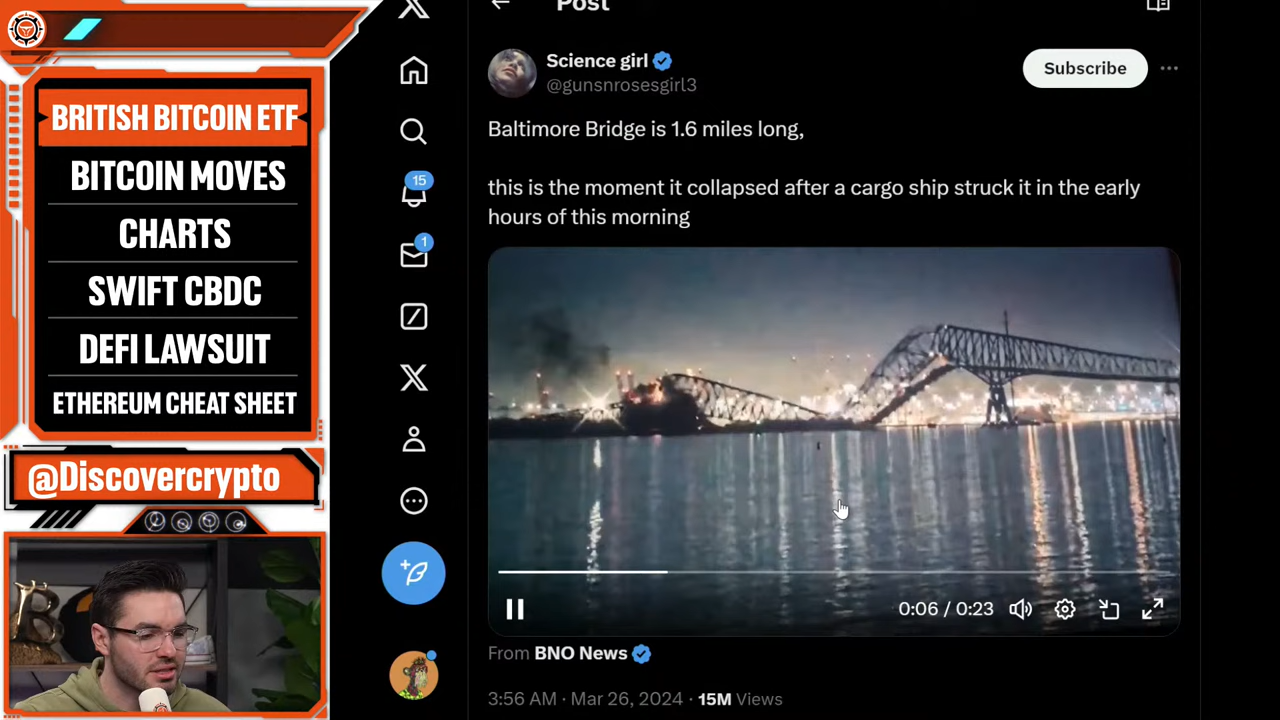 BRITISH BITCOIN ETF
BITCOIN MOVES
CHARTS
SWIFT CBDC
DEFI LAWSUIT
ETHEREUM CHEAT SHEET
@Discovercrypto
15
1
Post
Science girl
@gunsnrosesgirl3
Subscribe
Baltimore Bridge is 1.6 miles long,
this is the moment it collapsed after a cargo ship struck it in the early
hours of this morning
0:06 / 0:23
From BNO News
3:56 AM · Mar 26, 2024 · 15M Views